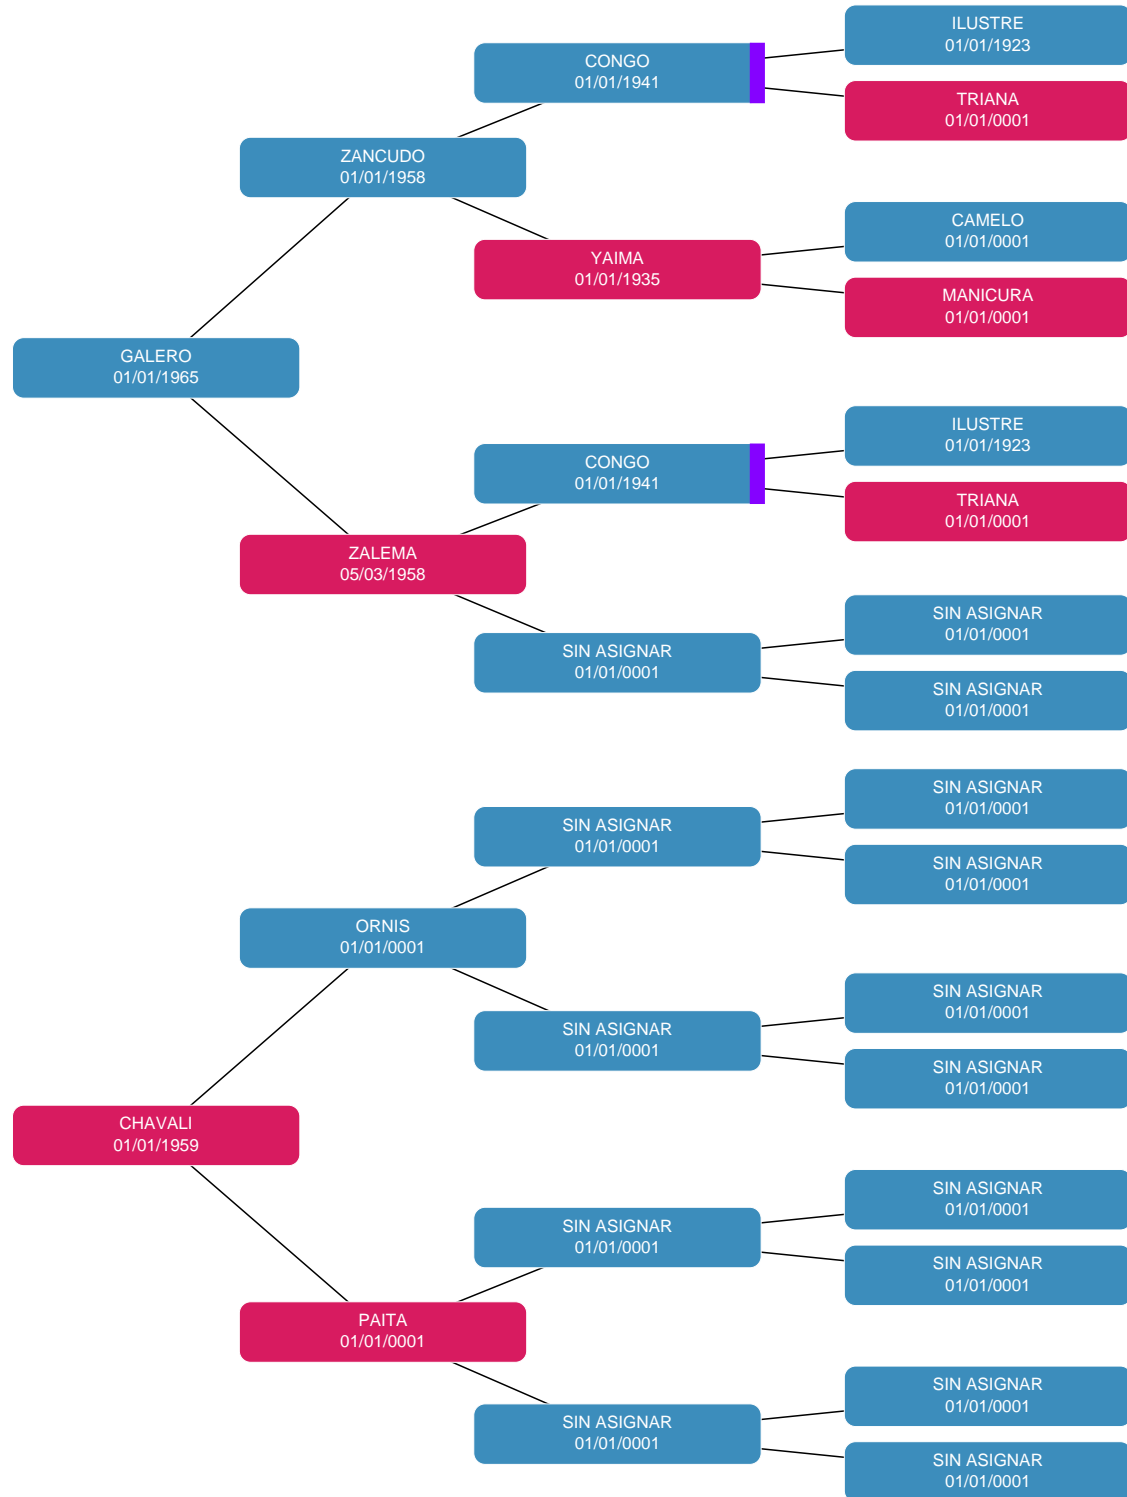 ILUSTRE
01/01/1923
CONGO
01/01/1941
TRIANA
01/01/0001
ZANCUDO
01/01/1958
CAMELO
01/01/0001
YAIMA
01/01/1935
MANICURA
01/01/0001
GALERO
01/01/1965
ILUSTRE
01/01/1923
CONGO
01/01/1941
TRIANA
01/01/0001
ZALEMA
05/03/1958
SIN ASIGNAR
01/01/0001
SIN ASIGNAR
01/01/0001
SIN ASIGNAR
01/01/0001
SIN ASIGNAR
01/01/0001
SIN ASIGNAR
01/01/0001
SIN ASIGNAR
01/01/0001
ORNIS
01/01/0001
SIN ASIGNAR
01/01/0001
SIN ASIGNAR
01/01/0001
SIN ASIGNAR
01/01/0001
CHAVALI
01/01/1959
SIN ASIGNAR
01/01/0001
SIN ASIGNAR
01/01/0001
SIN ASIGNAR
01/01/0001
PAITA
01/01/0001
SIN ASIGNAR
01/01/0001
SIN ASIGNAR
01/01/0001
SIN ASIGNAR
01/01/0001